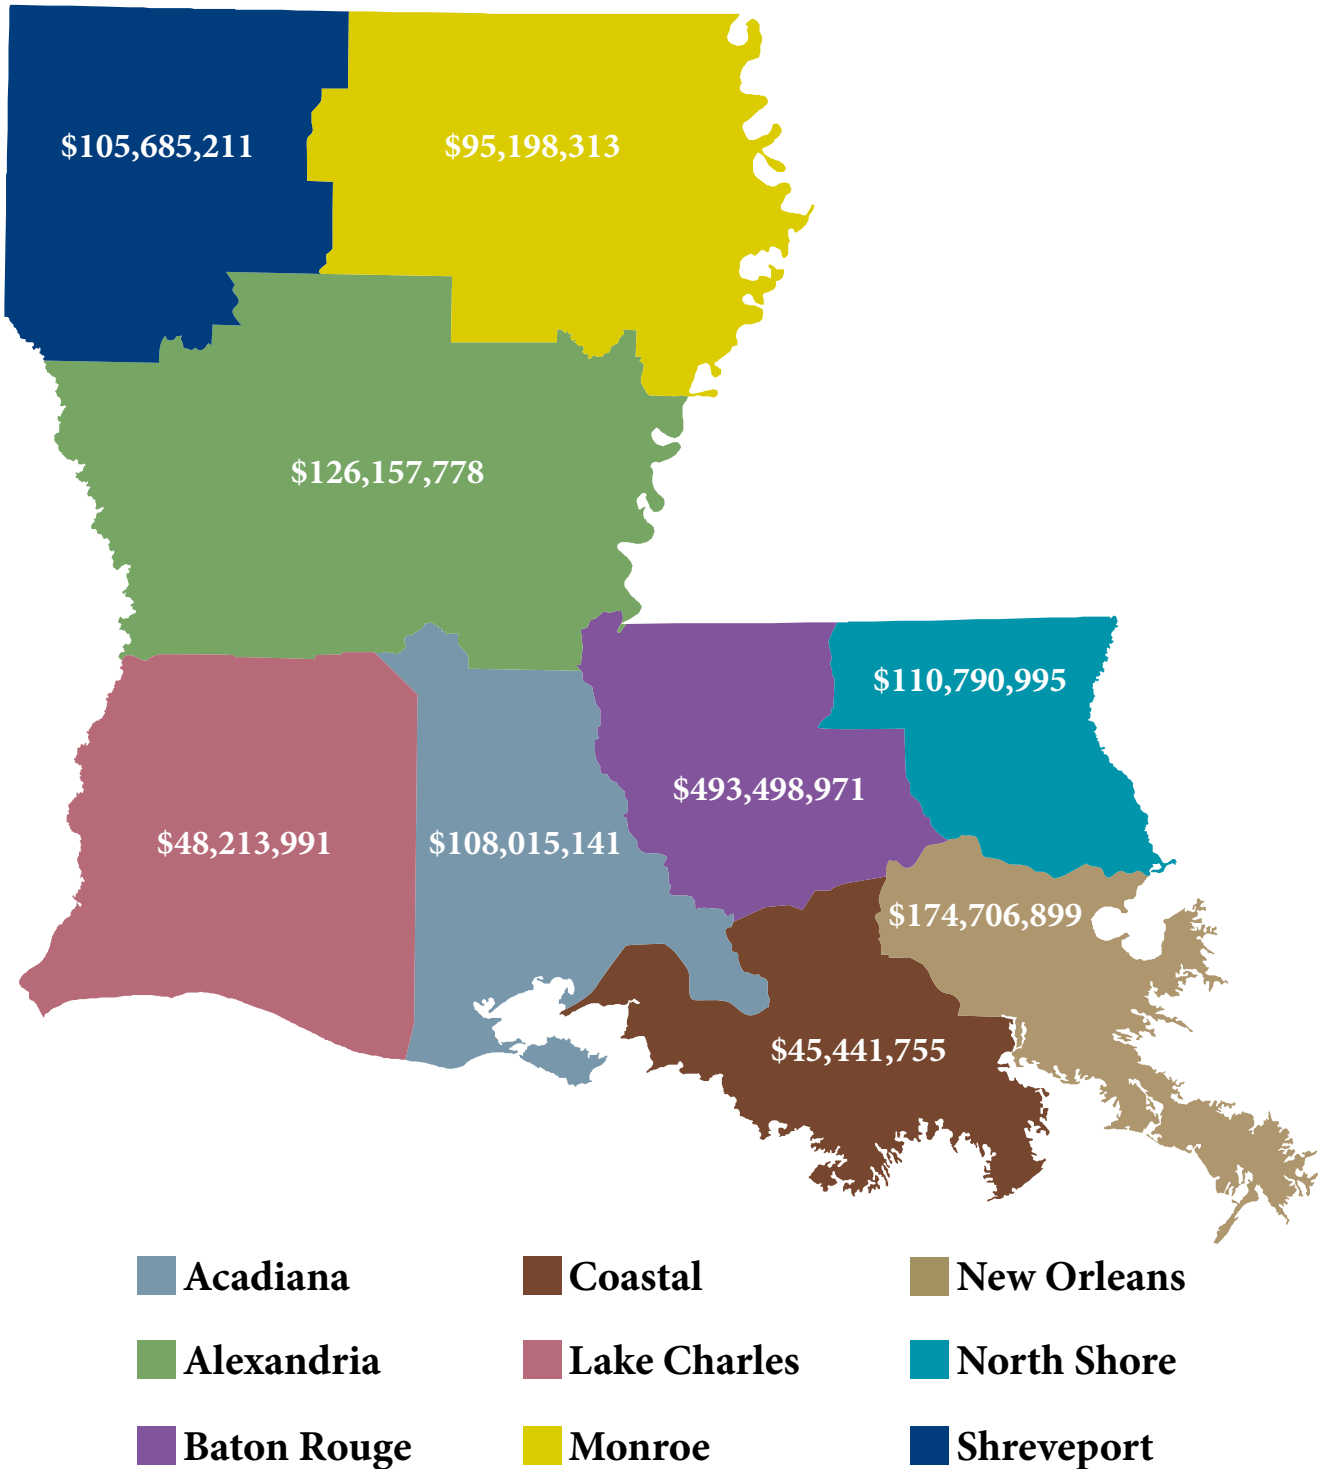 $105,685,211
$95,198,313
$126,157,778
$110,790,995
$493,498,971
$48,213,991
$108,015,141
$174,706,899
$45,441,755
Acadiana
Coastal
New Orleans
Alexandria
Lake Charles
North Shore
Baton Rouge
Monroe
Shreveport